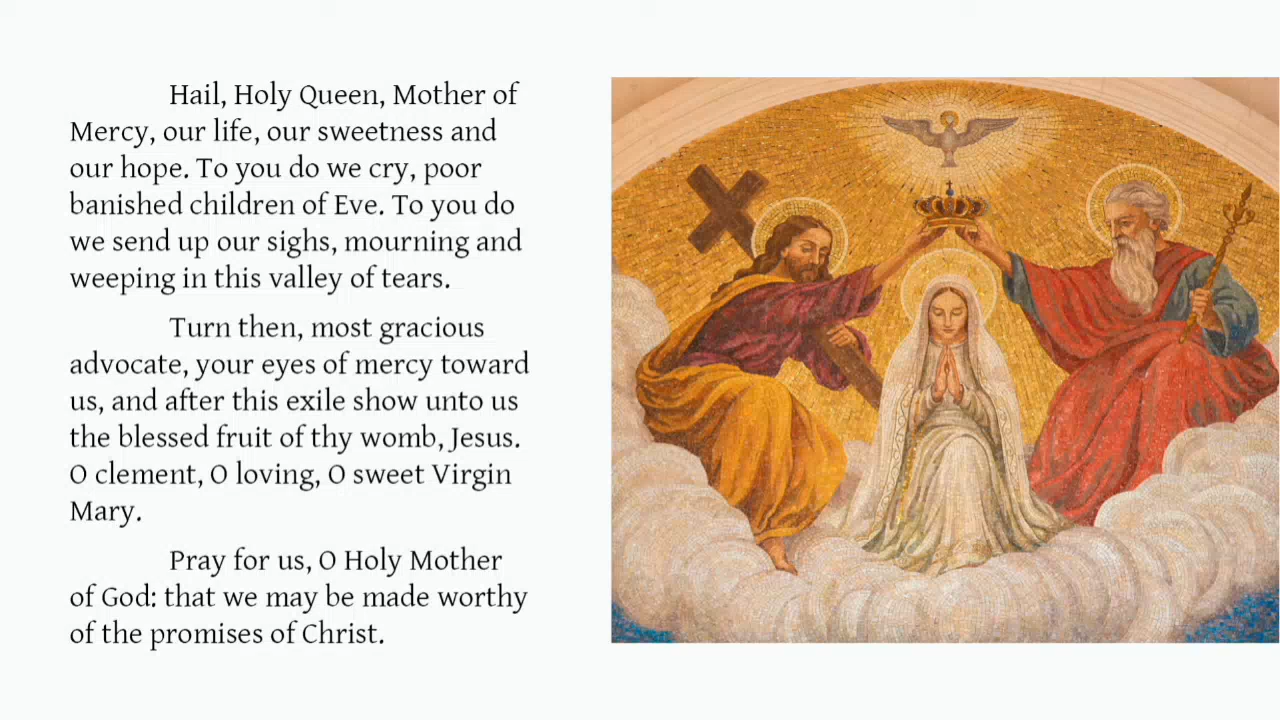 Hail, Holy Queen, Mother of
Mercy, our life, our sweetness and
our hope. To you do we cry, poor
banished children of Eve. To you do
we send up our sighs, mourning and
weeping in this valley of tears.
Turn then, most gracious
advocate, your eyes of mercy toward
us, and after this exile show unto us
the blessed fruit of thy womb, Jesus.
O clement, O loving, O sweet Virgin
Mary.
Pray for us, O Holy Mother
of God: that we may be made worthy
of the promises of Christ.